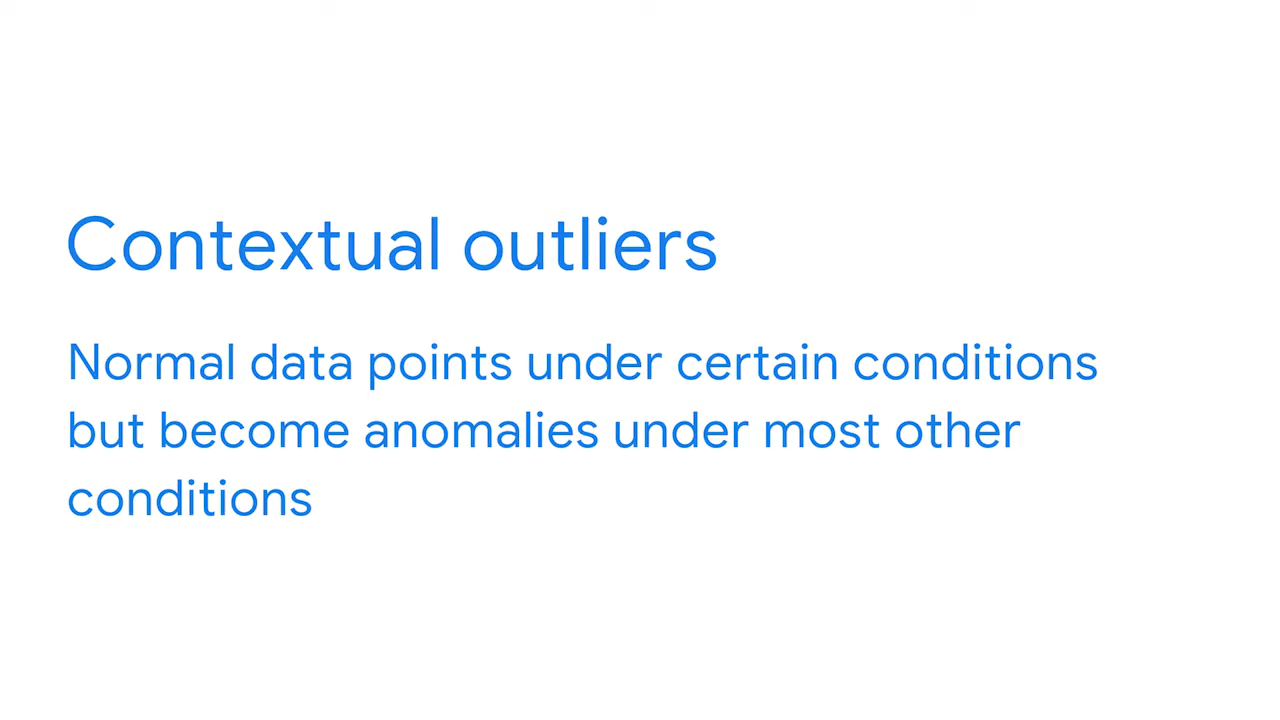 Contextual outliers
Normal data points under certain conditions
but become anomalies under most other
conditions